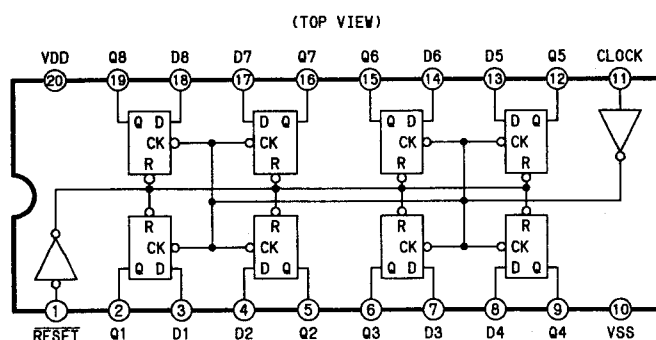 (TOP VIEW)
VDD Q8 D8 D7 Q7 Q6 D6 D5 Q5 CLOCK
20 19 18 17 16 15 14 13 12 11
Q D D Q Q D D Q
CK CK CK CK
R R R R
R R R R
CK CK CK CK
Q D D Q Q D D Q
1 2 3 4 5 6 7 8 9 10
RESET Q1 D1 D2 Q2 Q3 D3 D4 Q4 VSS